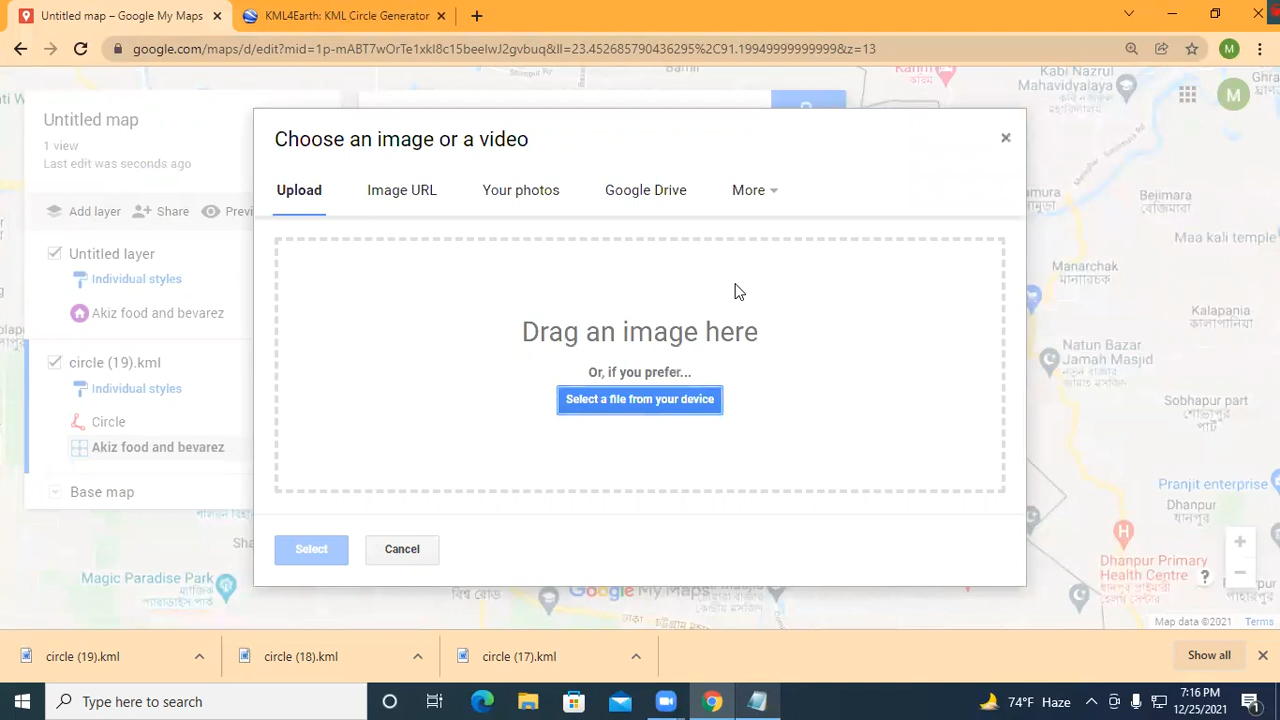 Untitled map – Google My Maps
KML4Earth: KML Circle Generator
google.com/maps/d/edit?mid=1p-mABT7wOrTe1xkI8c15beelwJ2gvbuq&ll=23.452685790436295%2C91.19949999999999&z=13
M
Untitled map
1 view
Last edit was seconds ago
Add layer
Share
Previ
Untitled layer
Individual styles
Akiz food and bevarez
circle (19).kml
Individual styles
Circle
Akiz food and bevarez
Base map
Choose an image or a video
Upload
Image URL
Your photos
Google Drive
More
Drag an image here
Or, if you prefer...
Select a file from your device
Select
Cancel
Kabi Nazrul
Mahavidyalaya
M
Bejimara
বেজিমারা
Maa kali temple
Manarchak
মানারচক
Kalapania
কালাপানিয়া
Natun Bazar
Jamah Masjid
Sobhapur part
শোভাপুর
পার্ট
Pranjit enterprise
Dhanpur
ধানপুর
Dhanpur Primary
Health Centre
Magic Paradise Park
ম্যাজিক
প্যারাডাইস পার্ক
Google My Maps
Map data ©2021
Terms
circle (19).kml
circle (18).kml
circle (17).kml
Show all
Type here to search
74°F Haze
7:16 PM
12/25/2021
1